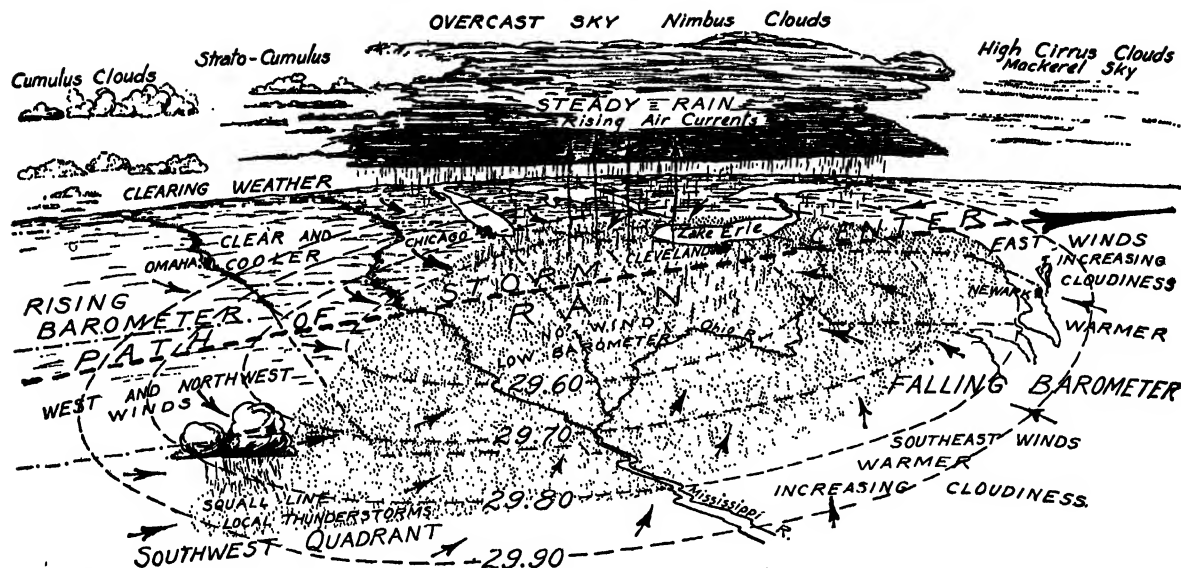 OVERCAST SKY Nimbus Clouds
Cumulus Clouds
Strato-Cumulus
High Cirrus Clouds
Mackerel Sky
STEADY RAIN
Rising Air Currents
CLEARING WEATHER
CLEAR AND
COOLER
OMAHA
CHICAGO
Lake Erie
CLEVELAND
EAST WINDS
INCREASING
CLOUDINESS
NEWARK
WARMER
RISING
BAROMETER
PATH OF STORM CENTER
RAIN
NO WIND
LOW BAROMETER
Ohio R.
WEST AND NORTHWEST
WINDS
29.60
FALLING BAROMETER
29.70
SOUTHEAST WINDS
WARMER
INCREASING CLOUDINESS.
29.80
Mississippi
R.
SQUALL LINE
LOCAL THUNDERSTORMS
SOUTHWEST QUADRANT
29.90